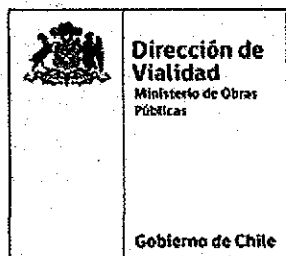 Dirección de
Vialidad
Ministerio de Obras
Públicas
Gobierno de Chile